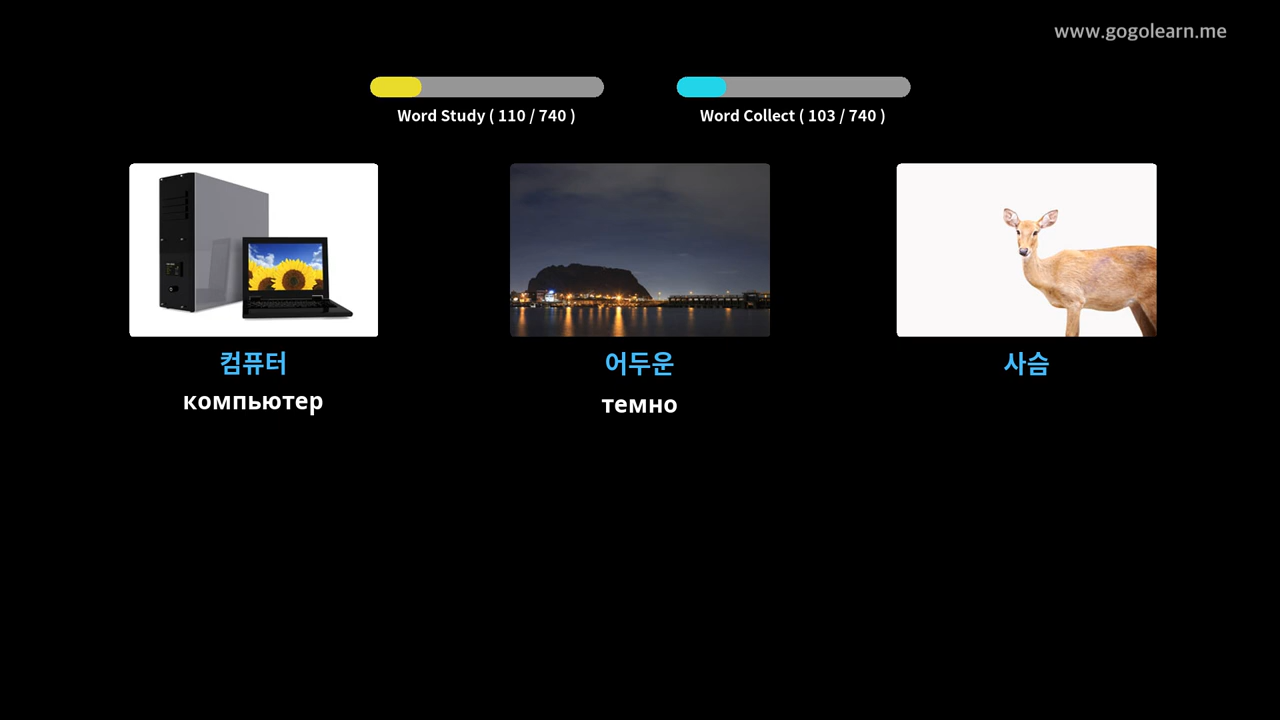 www.gogolearn.me
Word Study ( 110 / 740 )
Word Collect ( 103 / 740 )
컴퓨터
компьютер
어두운
темно
사슴